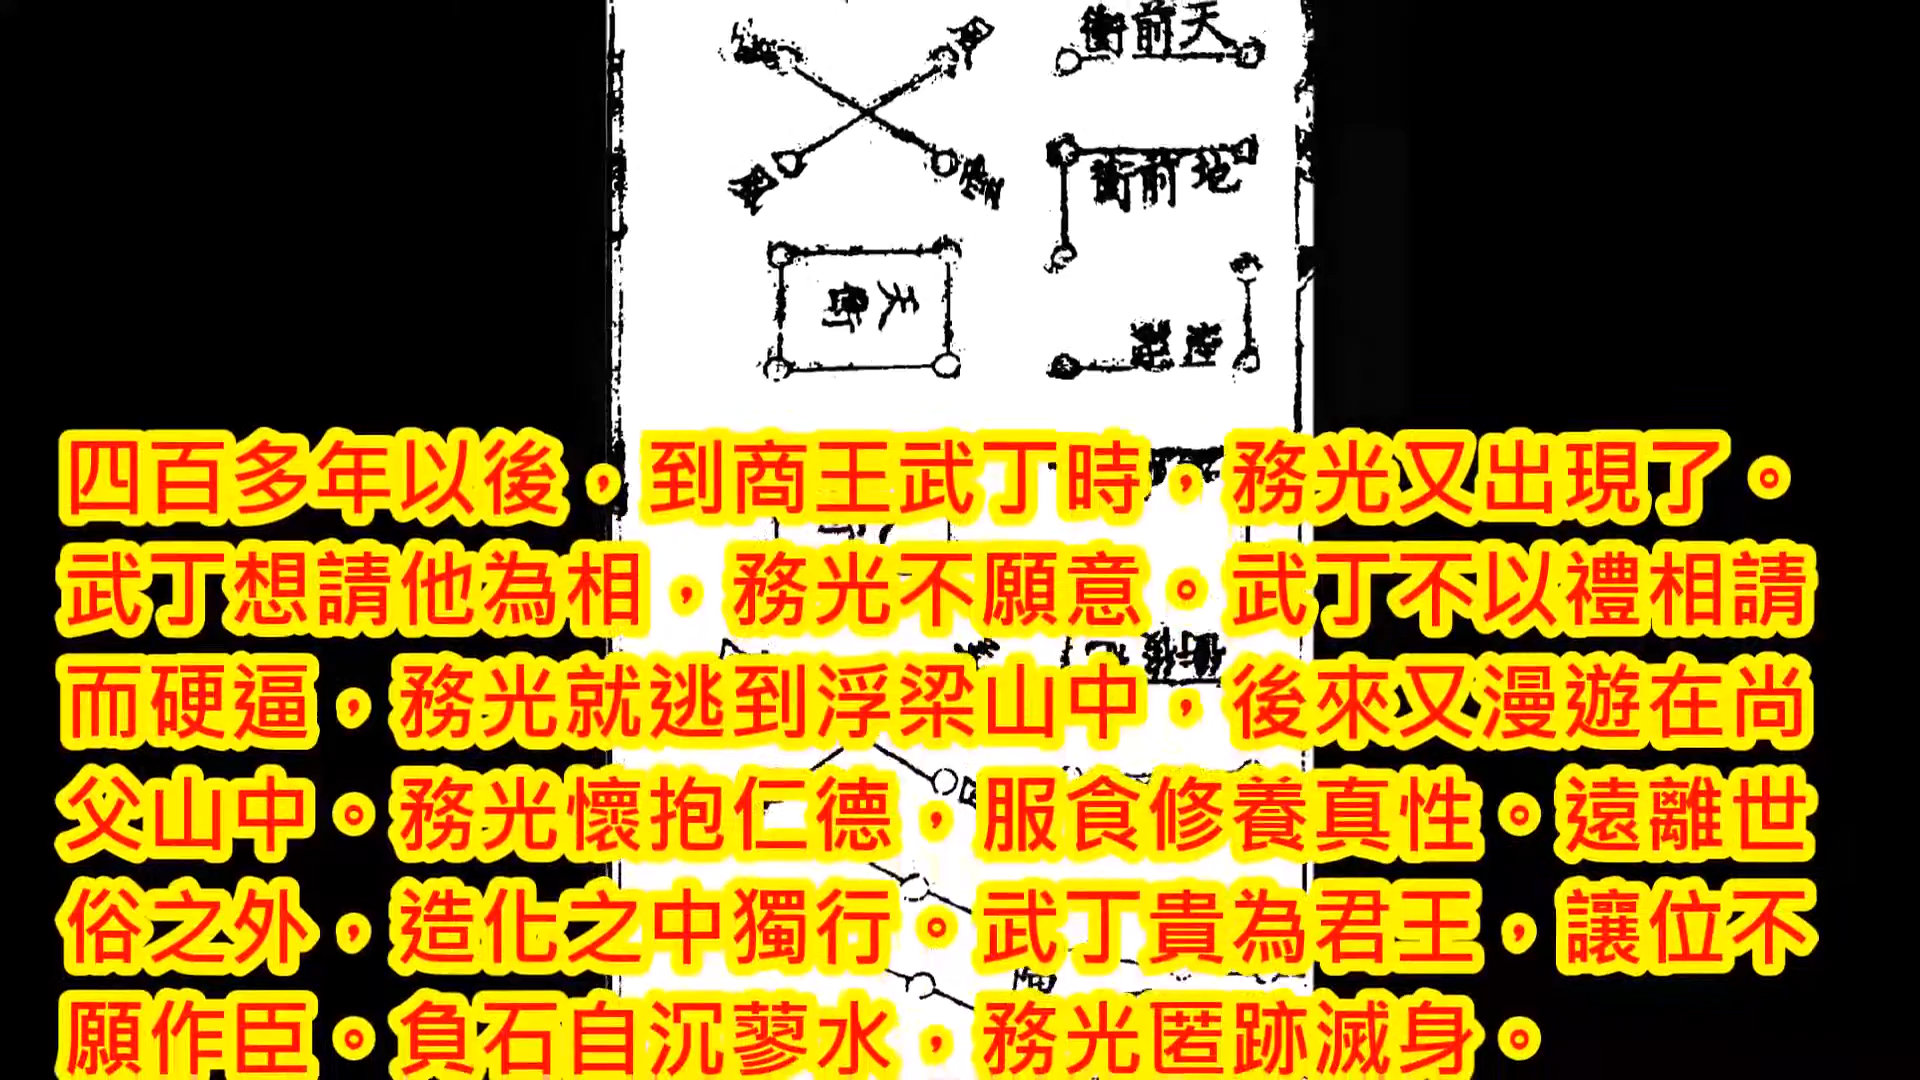 天前衝
地前衝
風
天衝
四百多年以後，到商王武丁時，務光又出現了。
武丁想請他為相，務光不願意。武丁不以禮相請
而硬逼，務光就逃到浮梁山中，後來又漫遊在尚
父山中。務光懷抱仁德，服食修養真性。遠離世
俗之外，造化之中獨行。武丁貴為君王，讓位不
願作臣。負石自沉蓼水，務光匿跡滅身。